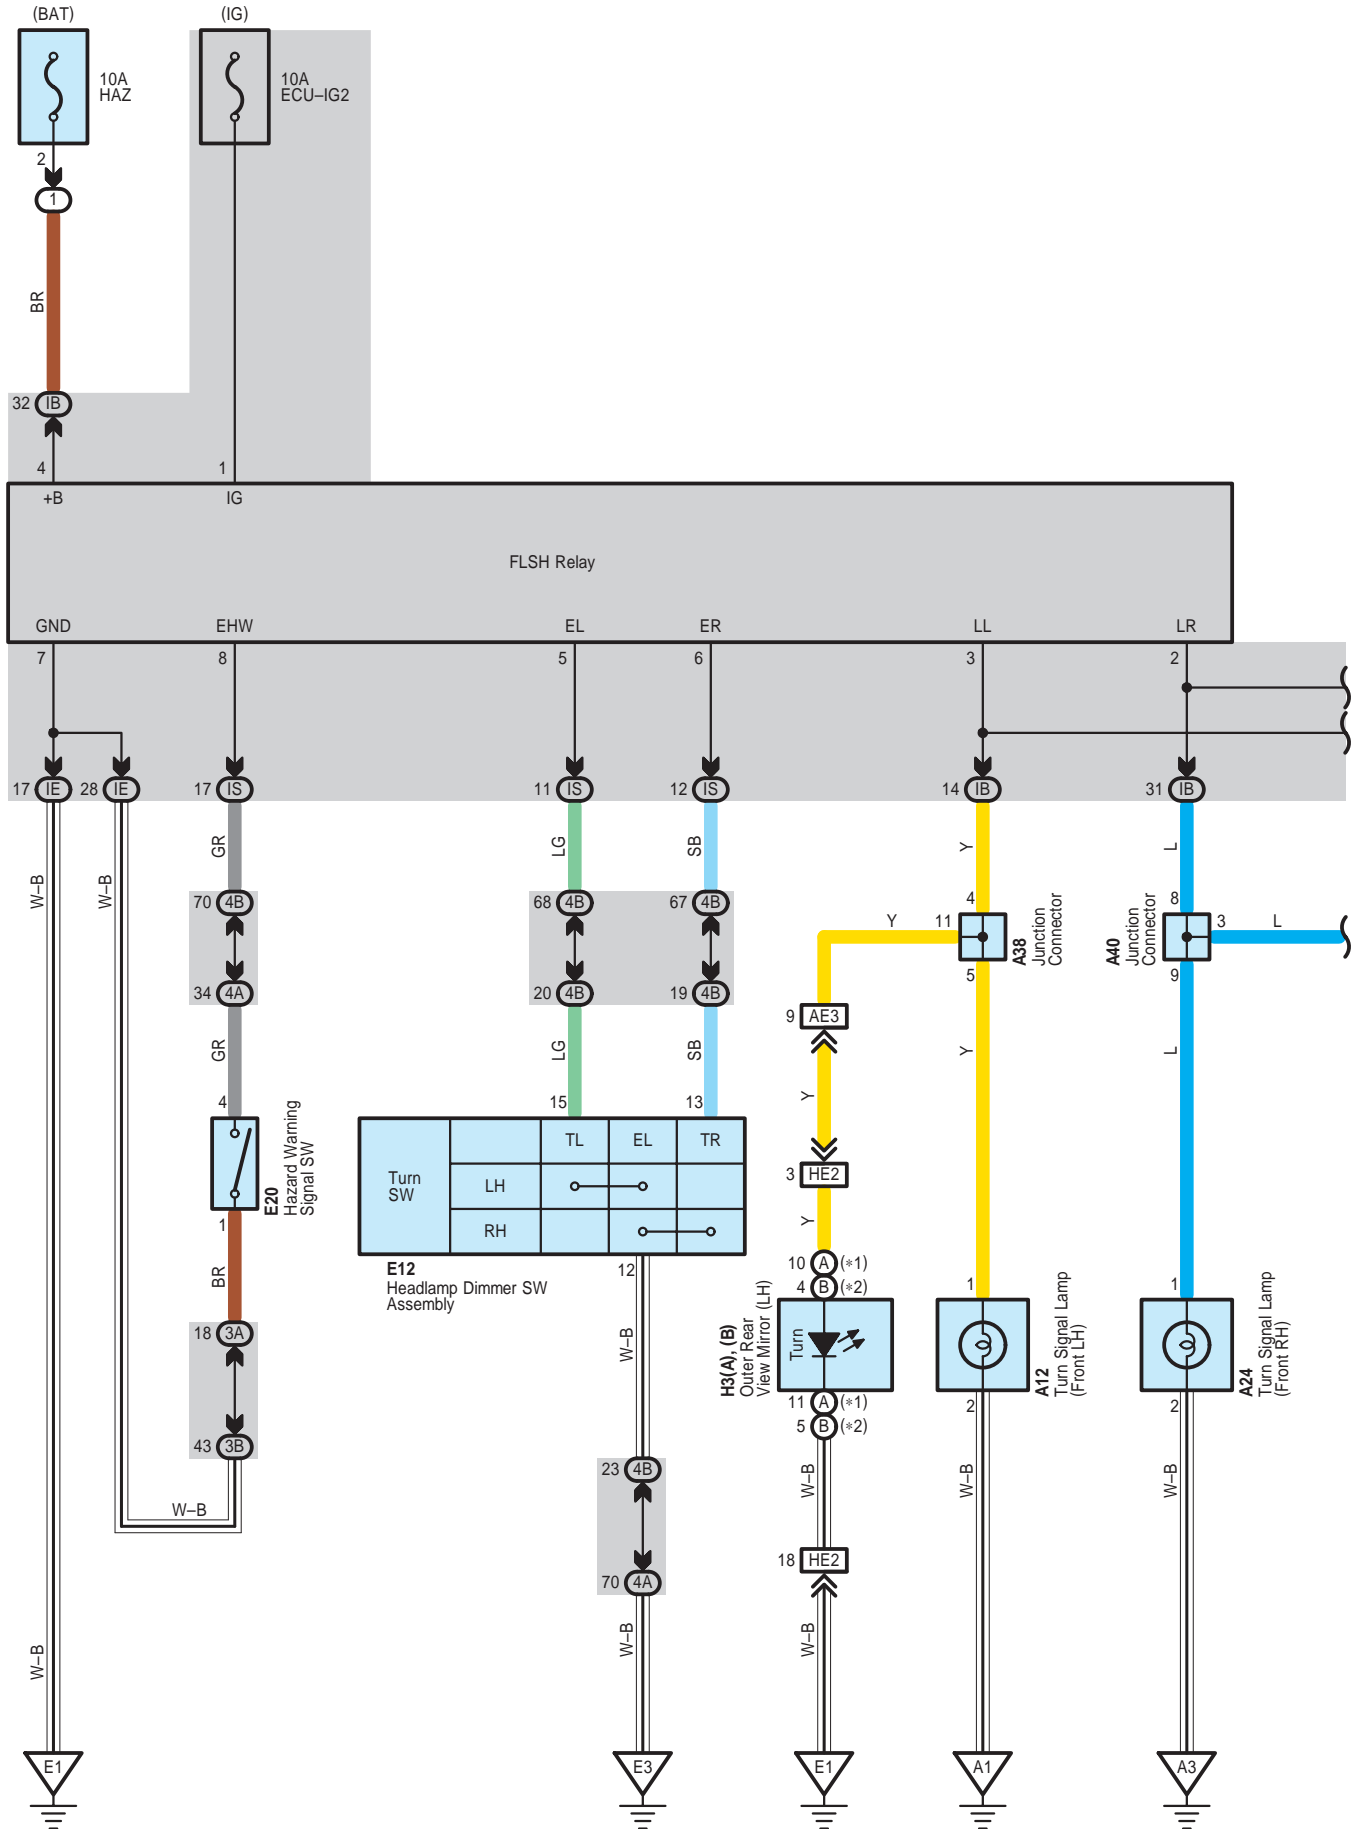 (BAT) (IG)
10A
HAZ
10A
ECU–IG2
2
1
BR
32 IB
4 1
+B IG
FLSH Relay
GND EHW EL ER LL LR
7 8 5 6 3 2
17 IE 28 IE 17 IS 11 IS 12 IS 14 IB 31 IB
W–B W–B GR LG SB Y L
70 4B 68 4B 67 4B 4 8
Y 11 3 L
A38
Junction
Connector
A40
Junction
Connector
5 9
34 4A 20 4B 19 4B
9 AE3
GR LG SB Y Y L
4 15 13
E20
Hazard Warning
Signal SW
Turn
SW
TL EL TR
LH
RH
3 HE2
Y
1
BR
E12
Headlamp Dimmer SW
Assembly
12
10 A (*1)
4 B (*2)
1 1
H3(A), (B)
Outer Rear
View Mirror (LH)
Turn
A12
Turn Signal Lamp
(Front LH)
A24
Turn Signal Lamp
(Front RH)
18 3A
W–B
11 A (*1)
5 B (*2)
2 2
43 3B
23 4B
W–B W–B W–B
W–B
18 HE2
70 4A
W–B W–B W–B
E1 E3 E1 A1 A3